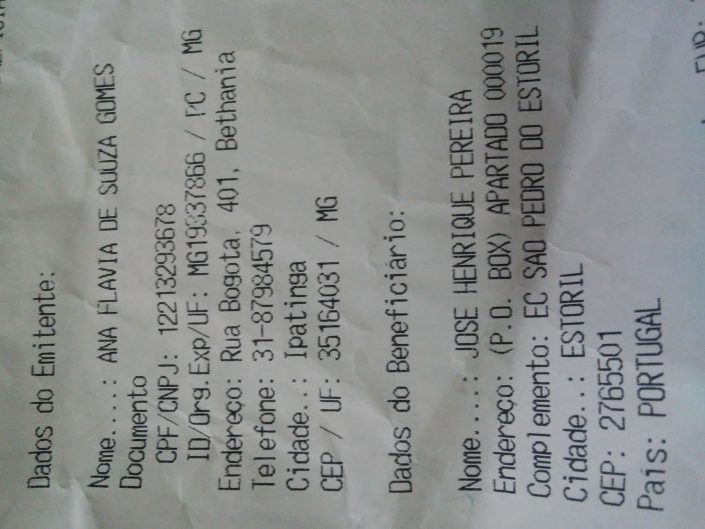 Dados do Emitente:
Nome....: ANA FLAVIA DE SOUZA GOMES
Documento
CPF/CNPJ: 12213293678
ID/Org.Exp/UF: / PC / MG
Endereço: Rua Bogota, 401, Bethania
Telefone: 31-87984579
Cidade..: Ipatinga
CEP / UF: 35164031 / MG
Dados do Beneficiário:
Nome....: JOSE HENRIQUE PEREIRA
Endereço: (P.O. BOX) APARTADO 000019
Complemento: EC SAO PEDRO DO ESTORIL
Cidade..: ESTORIL
CEP: 2765501
Pais: PORTUGAL
EUR: